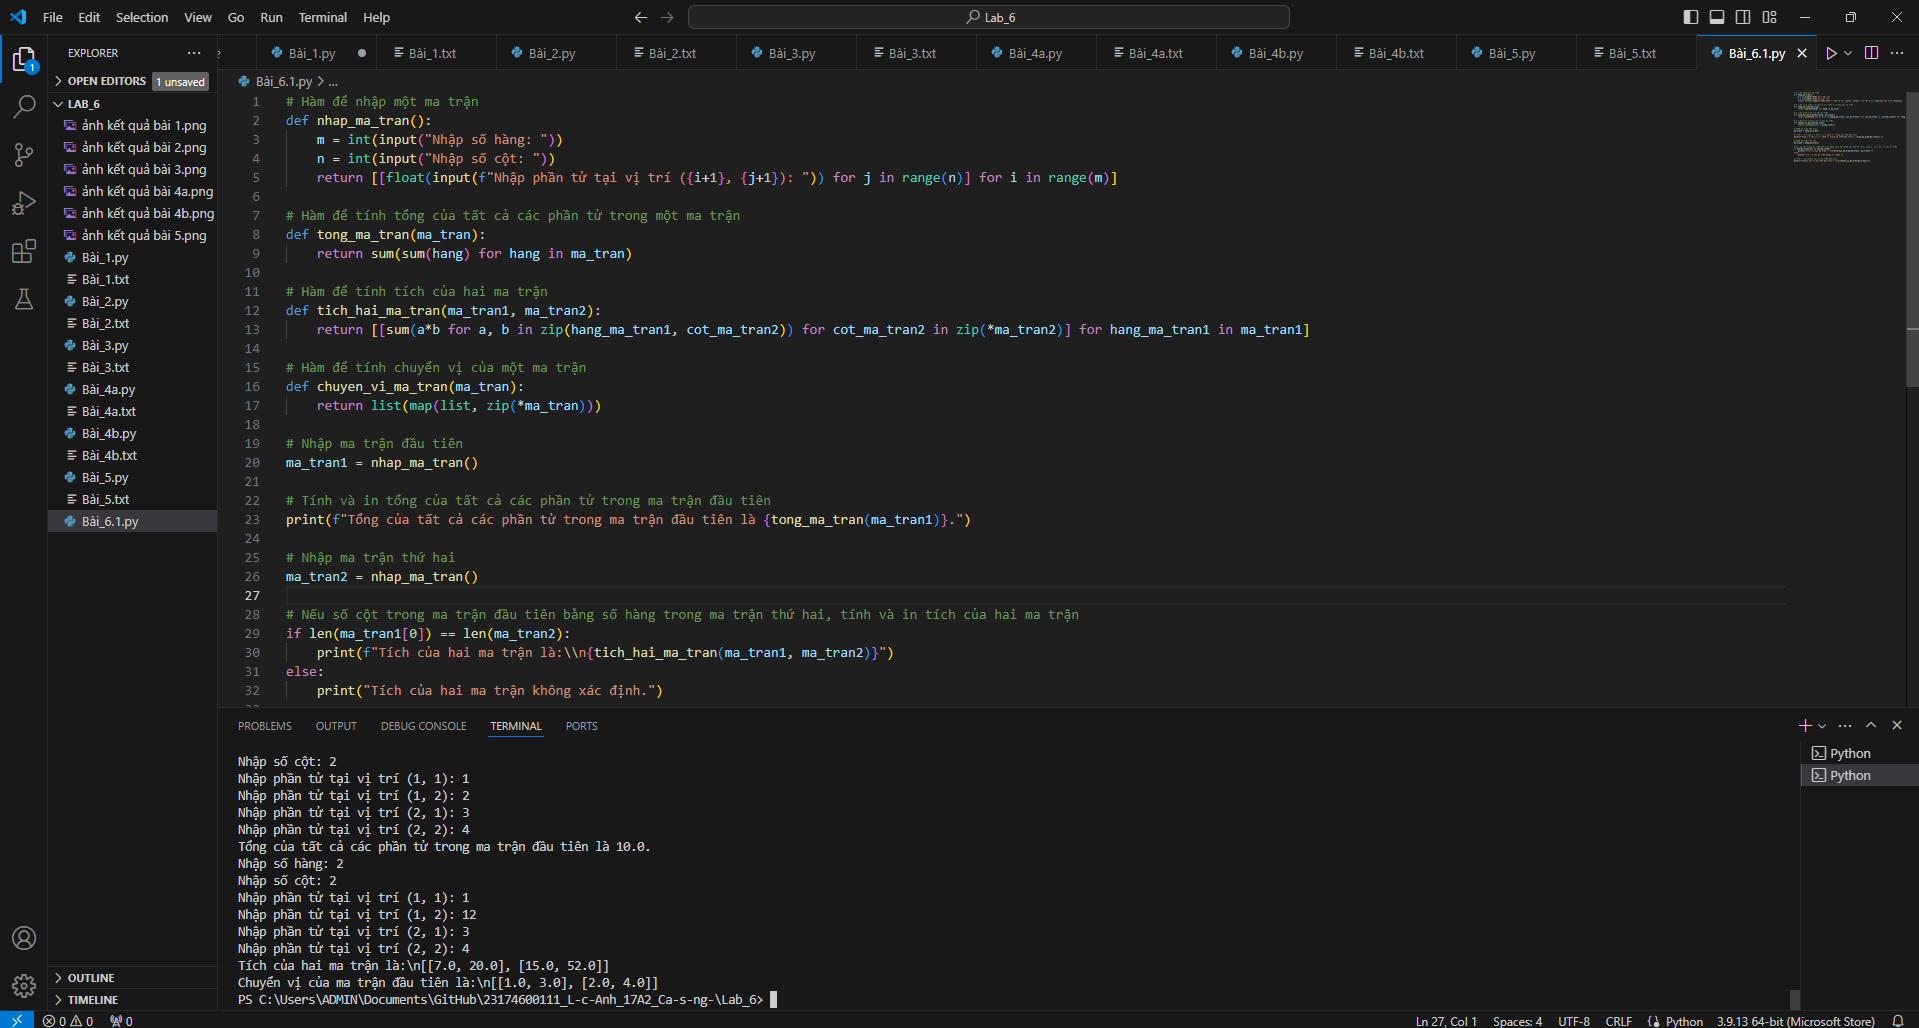 File Edit Selection View Go Run Terminal Help
Lab_6
EXPLORER
Bài_1.py
Bài_1.txt
Bài_2.py
Bài_2.txt
Bài_3.py
Bài_3.txt
Bài_4a.py
Bài_4a.txt
Bài_4b.py
Bài_4b.txt
Bài_5.py
Bài_5.txt
Bài_6.1.py
1
OPEN EDITORS 1 unsaved
LAB_6
ảnh kết quả bài 1.png
ảnh kết quả bài 2.png
ảnh kết quả bài 3.png
ảnh kết quả bài 4a.png
ảnh kết quả bài 4b.png
ảnh kết quả bài 5.png
Bài_1.py
Bài_1.txt
Bài_2.py
Bài_2.txt
Bài_3.py
Bài_3.txt
Bài_4a.py
Bài_4a.txt
Bài_4b.py
Bài_4b.txt
Bài_5.py
Bài_5.txt
Bài_6.1.py
OUTLINE
TIMELINE
Bài_6.1.py > ...
1 # Hàm để nhập một ma trận
2 def nhap_ma_tran():
3 m = int(input("Nhập số hàng: "))
4 n = int(input("Nhập số cột: "))
5 return [[float(input(f"Nhập phần tử tại vị trí ({i+1}, {j+1}): ")) for j in range(n)] for i in range(m)]
6
7 # Hàm để tính tổng của tất cả các phần tử trong một ma trận
8 def tong_ma_tran(ma_tran):
9 return sum(sum(hang) for hang in ma_tran)
10
11 # Hàm để tính tích của hai ma trận
12 def tich_hai_ma_tran(ma_tran1, ma_tran2):
13 return [[sum(a*b for a, b in zip(hang_ma_tran1, cot_ma_tran2)) for cot_ma_tran2 in zip(*ma_tran2)] for hang_ma_tran1 in ma_tran1]
14
15 # Hàm để tính chuyển vị của một ma trận
16 def chuyen_vi_ma_tran(ma_tran):
17 return list(map(list, zip(*ma_tran)))
18
19 # Nhập ma trận đầu tiên
20 ma_tran1 = nhap_ma_tran()
21
22 # Tính và in tổng của tất cả các phần tử trong ma trận đầu tiên
23 print(f"Tổng của tất cả các phần tử trong ma trận đầu tiên là {tong_ma_tran(ma_tran1)}.")
24
25 # Nhập ma trận thứ hai
26 ma_tran2 = nhap_ma_tran()
27
28 # Nếu số cột trong ma trận đầu tiên bằng số hàng trong ma trận thứ hai, tính và in tích của hai ma trận
29 if len(ma_tran1[0]) == len(ma_tran2):
30 print(f"Tích của hai ma trận là:\\n{tich_hai_ma_tran(ma_tran1, ma_tran2)}")
31 else:
32 print("Tích của hai ma trận không xác định.")
PROBLEMS OUTPUT DEBUG CONSOLE TERMINAL PORTS
Nhập số cột: 2
Nhập phần tử tại vị trí (1, 1): 1
Nhập phần tử tại vị trí (1, 2): 2
Nhập phần tử tại vị trí (2, 1): 3
Nhập phần tử tại vị trí (2, 2): 4
Tổng của tất cả các phần tử trong ma trận đầu tiên là 10.0.
Nhập số hàng: 2
Nhập số cột: 2
Nhập phần tử tại vị trí (1, 1): 1
Nhập phần tử tại vị trí (1, 2): 12
Nhập phần tử tại vị trí (2, 1): 3
Nhập phần tử tại vị trí (2, 2): 4
Tích của hai ma trận là:\n[[7.0, 20.0], [15.0, 52.0]]
Chuyển vị của ma trận đầu tiên là:\n[[1.0, 3.0], [2.0, 4.0]]
PS C:\Users\ADMIN\Documents\GitHub\23174600111_L-c-Anh_17A2_Ca-s-ng-\Lab_6>
Python
Python
0 0 0
Ln 27, Col 1 Spaces: 4 UTF-8 CRLF Python 3.9.13 64-bit (Microsoft Store)